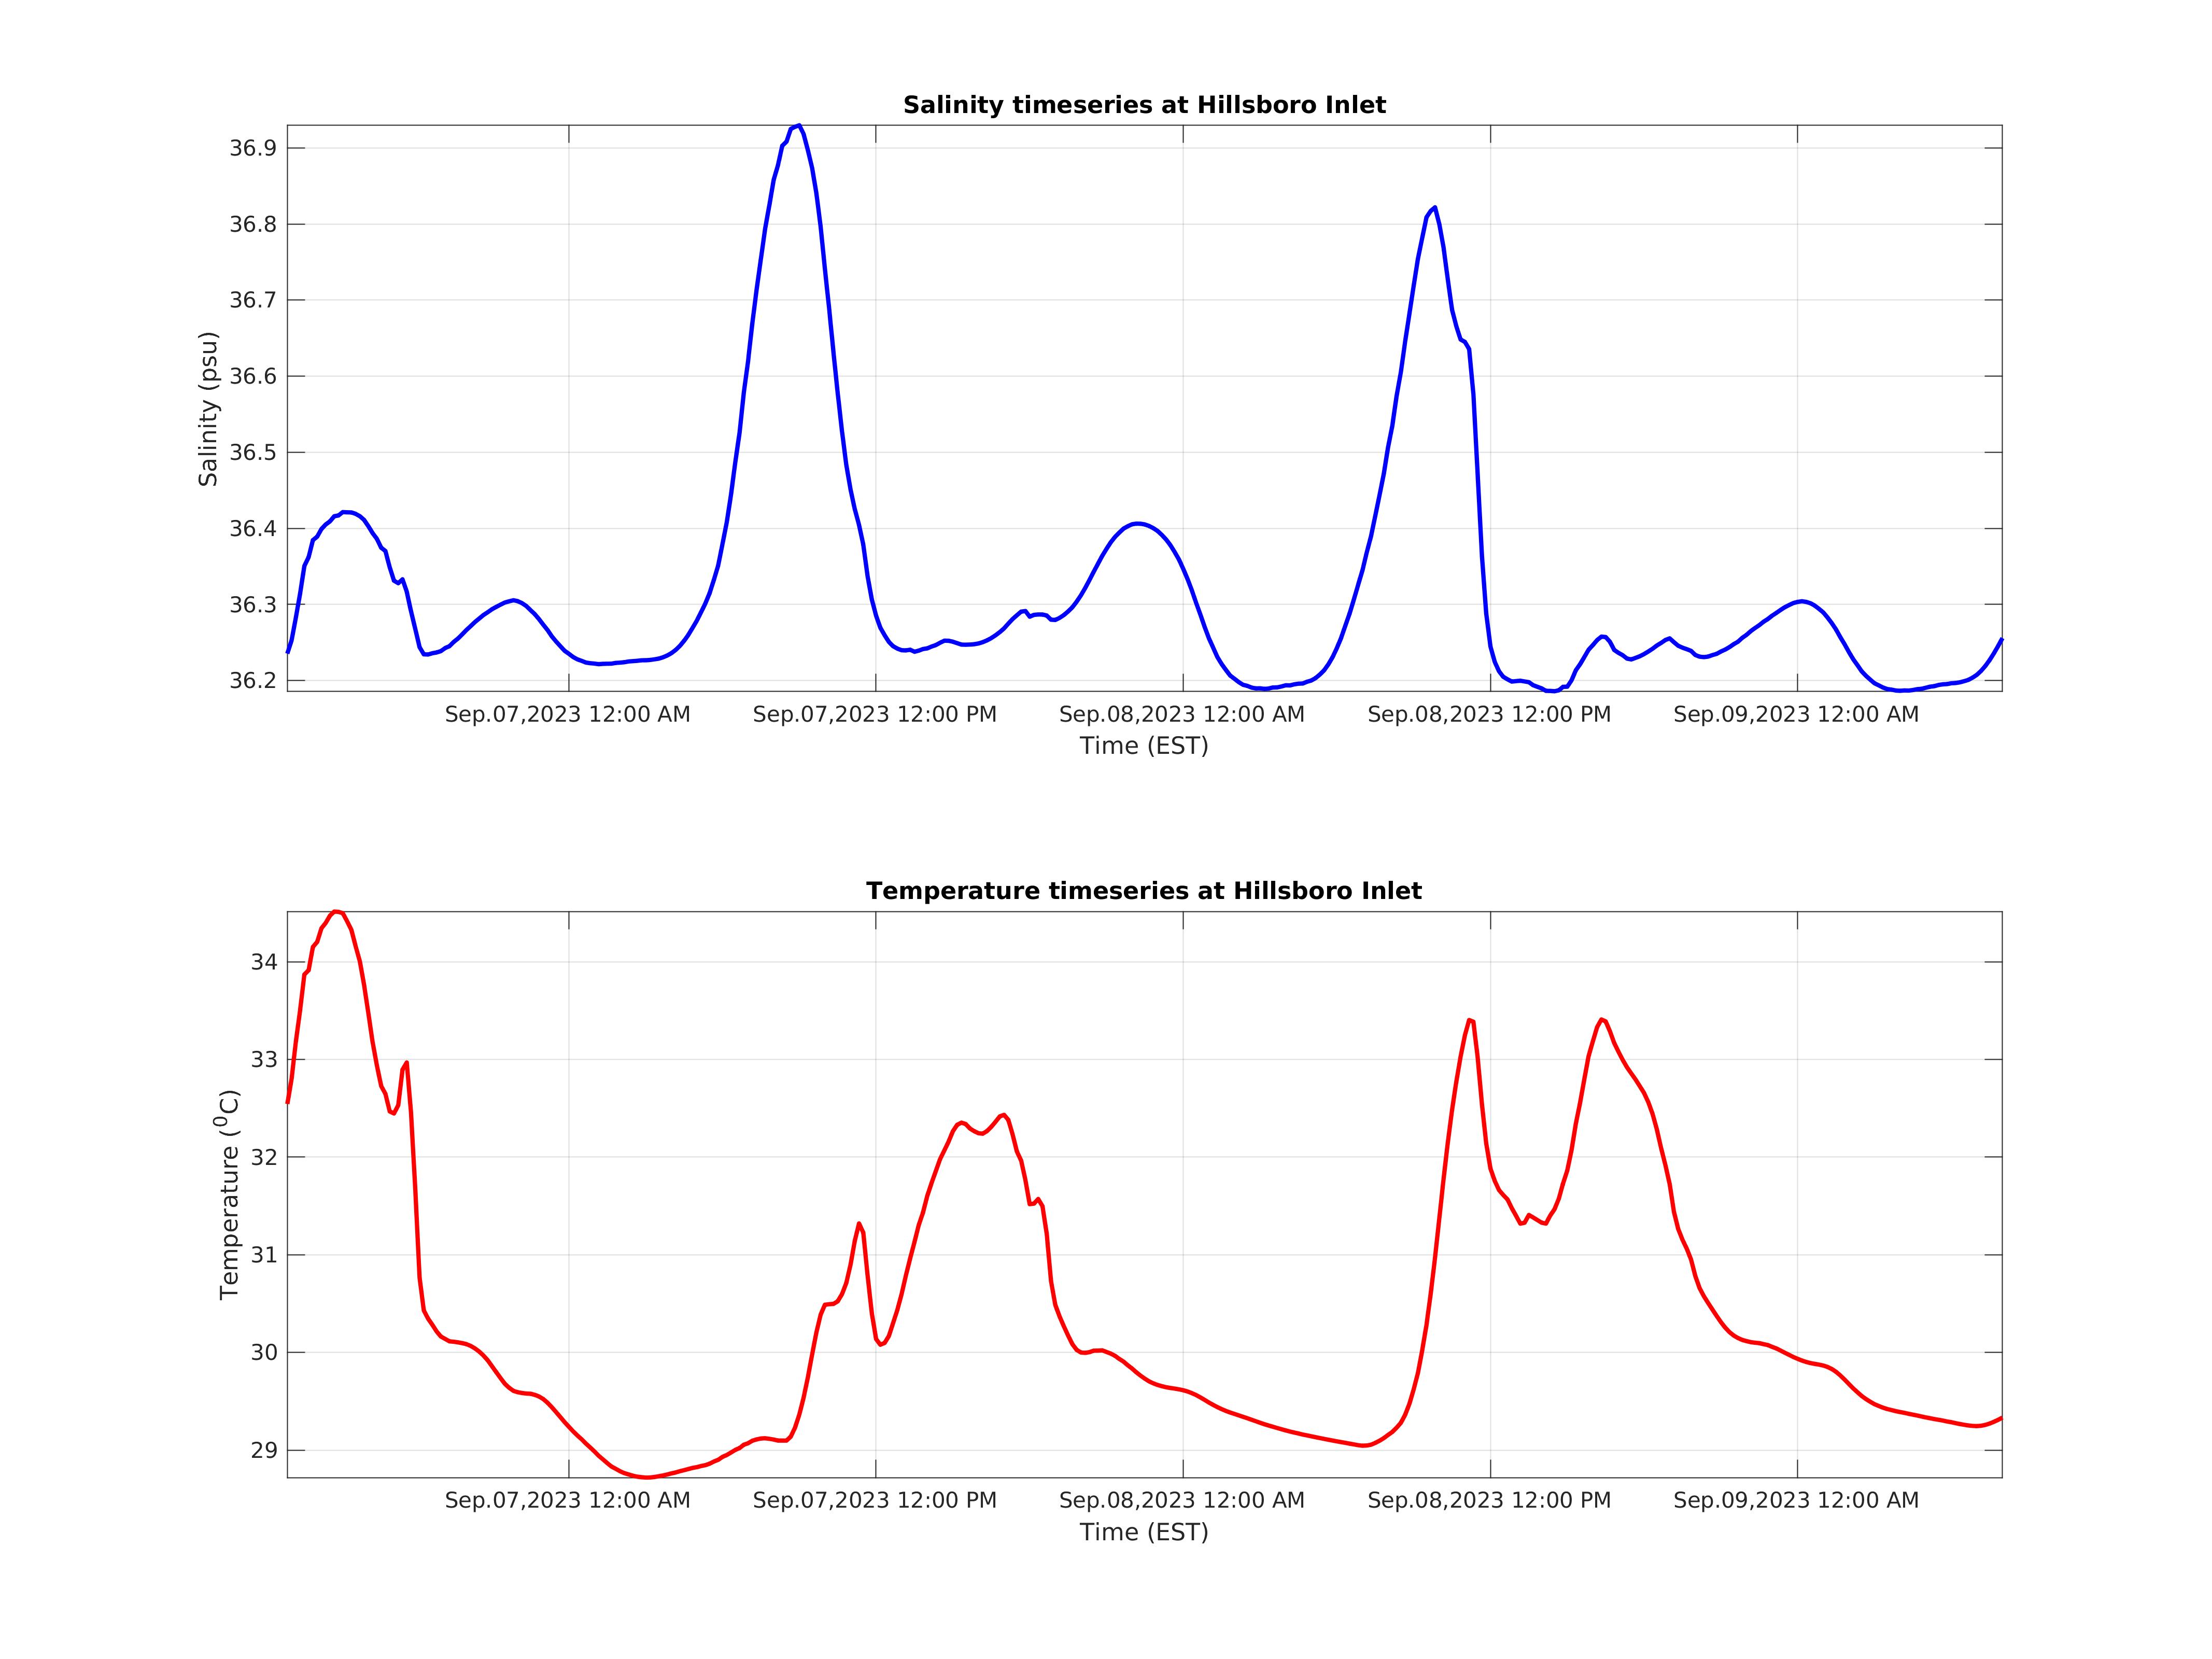 Salinity timeseries at Hillsboro Inlet
36.9
36.8
36.7
36.6
36.5
36.4
36.3
36.2
Salinity (psu)
Sep.07,2023 12:00 AM
Sep.07,2023 12:00 PM
Sep.08,2023 12:00 AM
Sep.08,2023 12:00 PM
Sep.09,2023 12:00 AM
Time (EST)
Temperature timeseries at Hillsboro Inlet
34
33
32
31
30
29
Temperature (⁰C)
Sep.07,2023 12:00 AM
Sep.07,2023 12:00 PM
Sep.08,2023 12:00 AM
Sep.08,2023 12:00 PM
Sep.09,2023 12:00 AM
Time (EST)